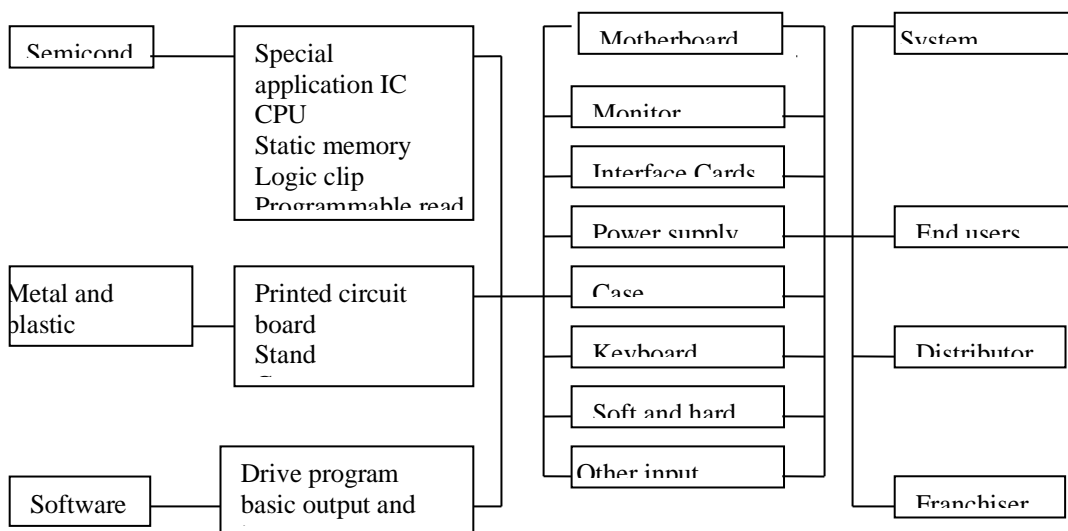 Semicond
Special
application IC
CPU
Static memory
Logic clip
Programmable read
Metal and
plastic
Printed circuit
board
Stand
Software
Drive program
basic output and
Motherboard
Monitor
Interface Cards
Power supply
Case
Keyboard
Soft and hard
Other input
System
End users
Distributor
Franchiser